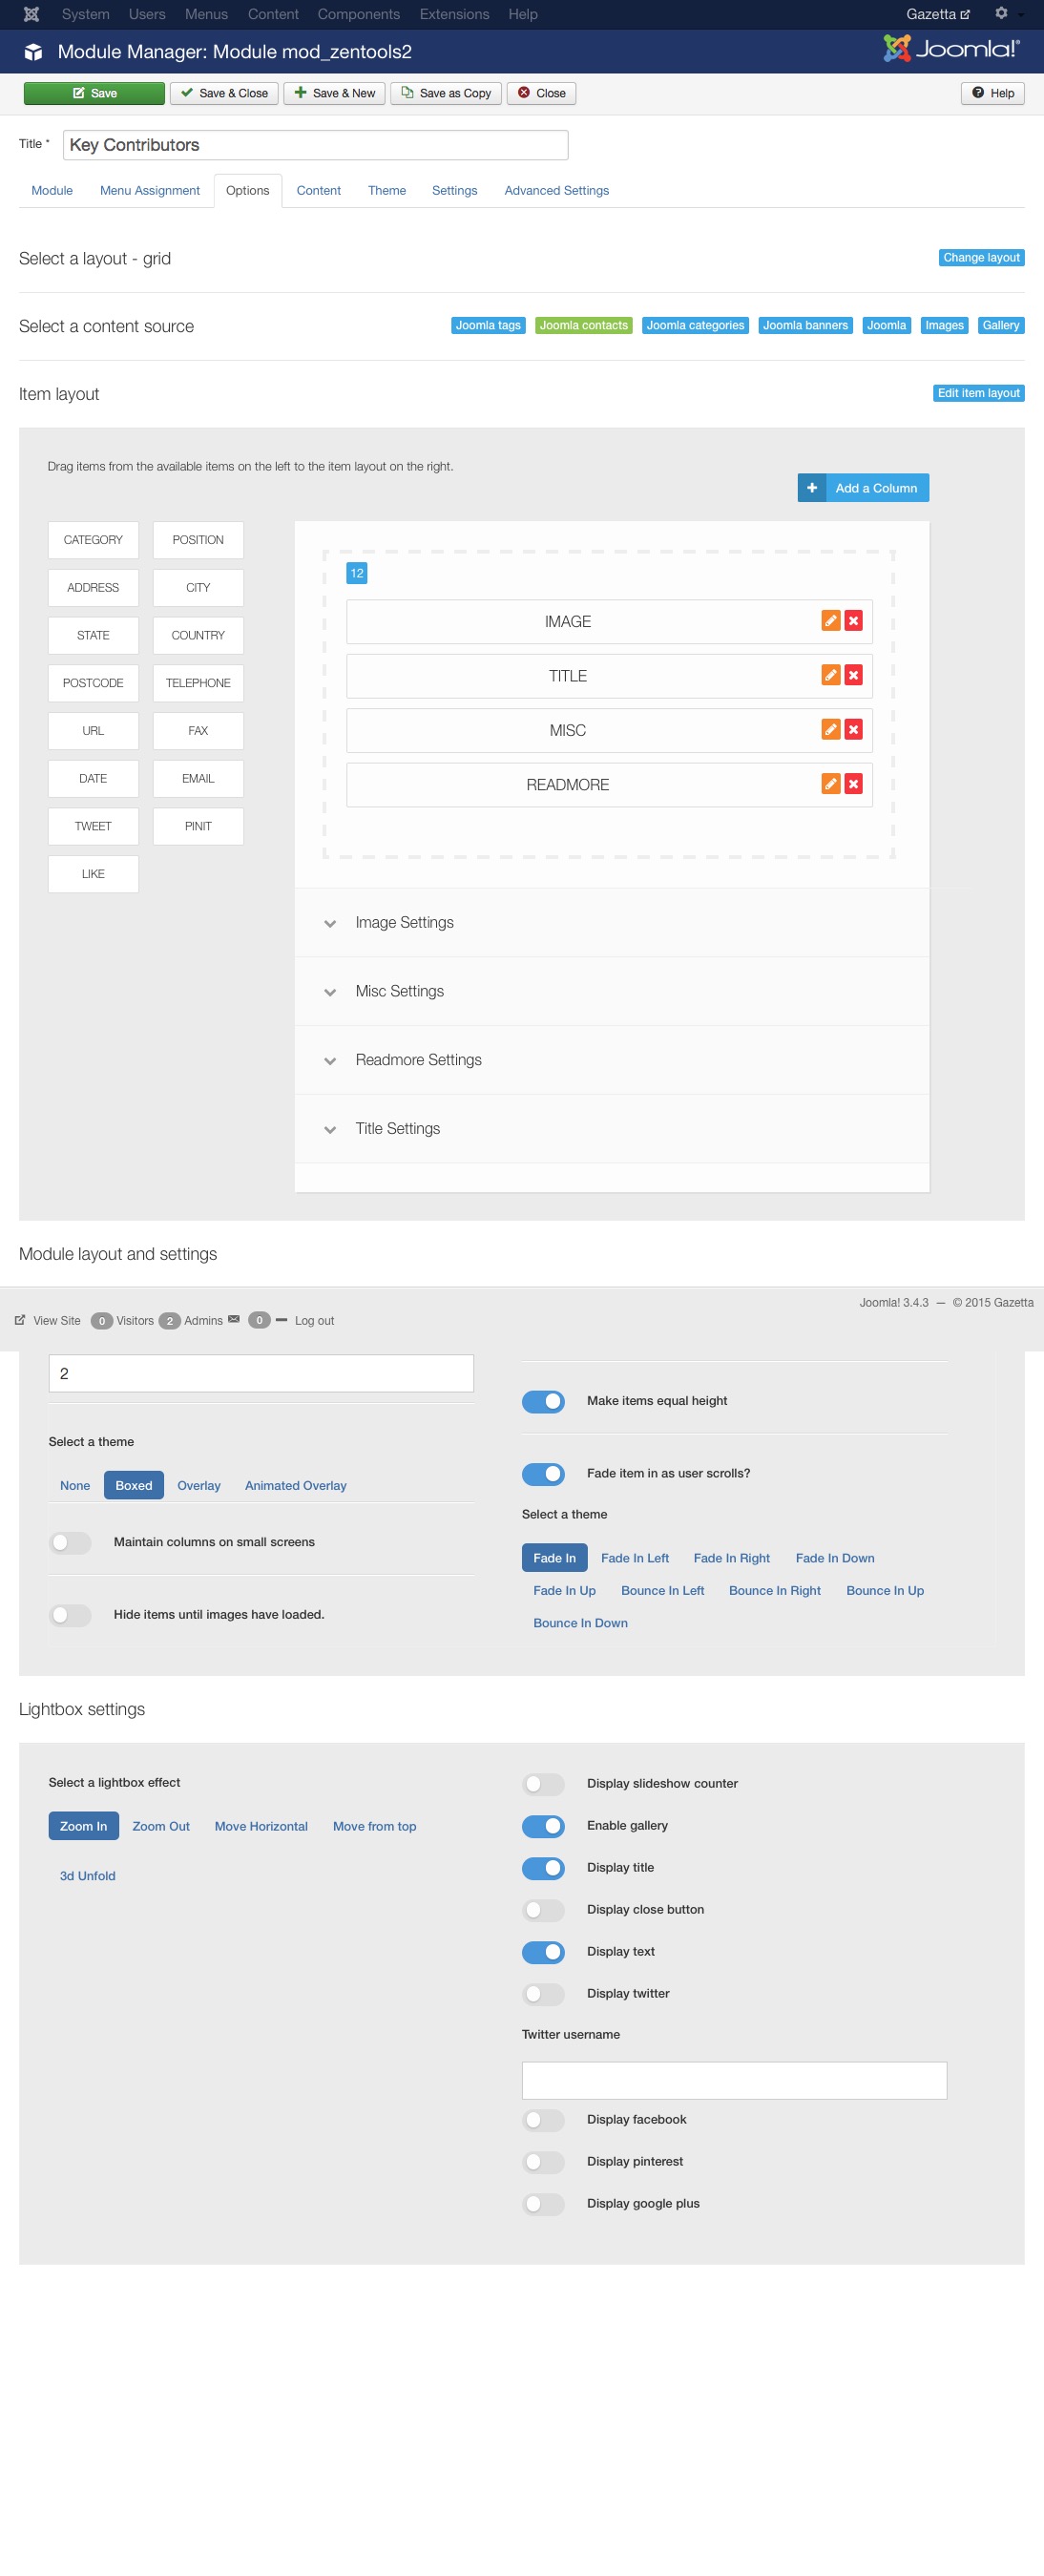 System Users Menus Content Components Extensions Help Gazetta
Module Manager: Module mod_zentools2 Joomla!®
Save Save & Close Save & New Save as Copy Close Help
Title * Key Contributors
Module Menu Assignment Options Content Theme Settings Advanced Settings
Select a layout - grid Change layout
Select a content source Joomla tags Joomla contacts Joomla categories Joomla banners Joomla Images Gallery
Item layout Edit item layout
Drag items from the available items on the left to the item layout on the right.
Add a Column
CATEGORY POSITION
ADDRESS CITY
STATE COUNTRY
POSTCODE TELEPHONE
URL FAX
DATE EMAIL
TWEET PINIT
LIKE
12
IMAGE
TITLE
MISC
READMORE
Image Settings
Misc Settings
Readmore Settings
Title Settings
Module layout and settings
Joomla! 3.4.3 — © 2015 Gazetta
View Site 0 Visitors 2 Admins 0 Log out
2
Select a theme
None Boxed Overlay Animated Overlay
Maintain columns on small screens
Hide items until images have loaded.
Make items equal height
Fade item in as user scrolls?
Select a theme
Fade In Fade In Left Fade In Right Fade In Down
Fade In Up Bounce In Left Bounce In Right Bounce In Up
Bounce In Down
Lightbox settings
Select a lightbox effect
Zoom In Zoom Out Move Horizontal Move from top
3d Unfold
Display slideshow counter
Enable gallery
Display title
Display close button
Display text
Display twitter
Twitter username
Display facebook
Display pinterest
Display google plus